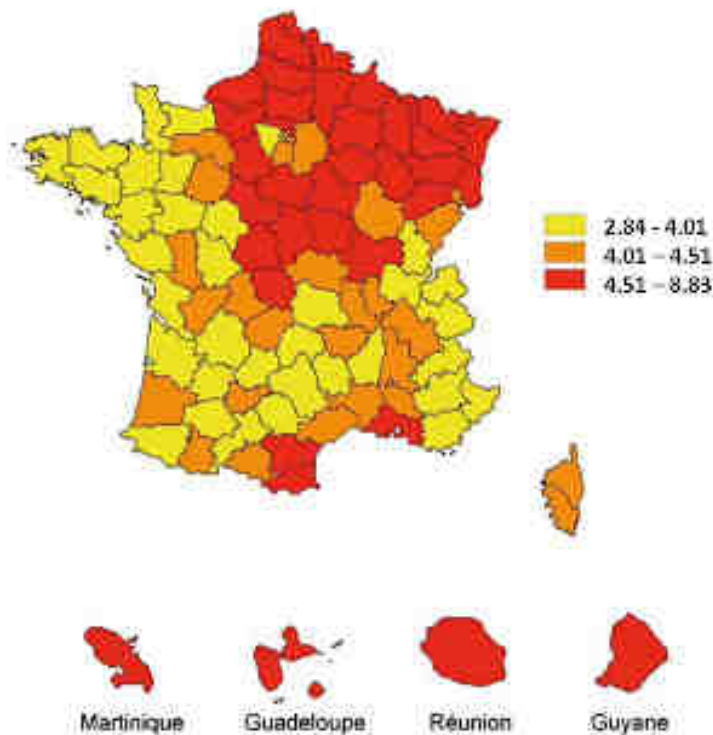 2.84 - 4.01
4.01 - 4.51
4.51 – 8.83
Martinique
Guadeloupe
Réunion
Guyane